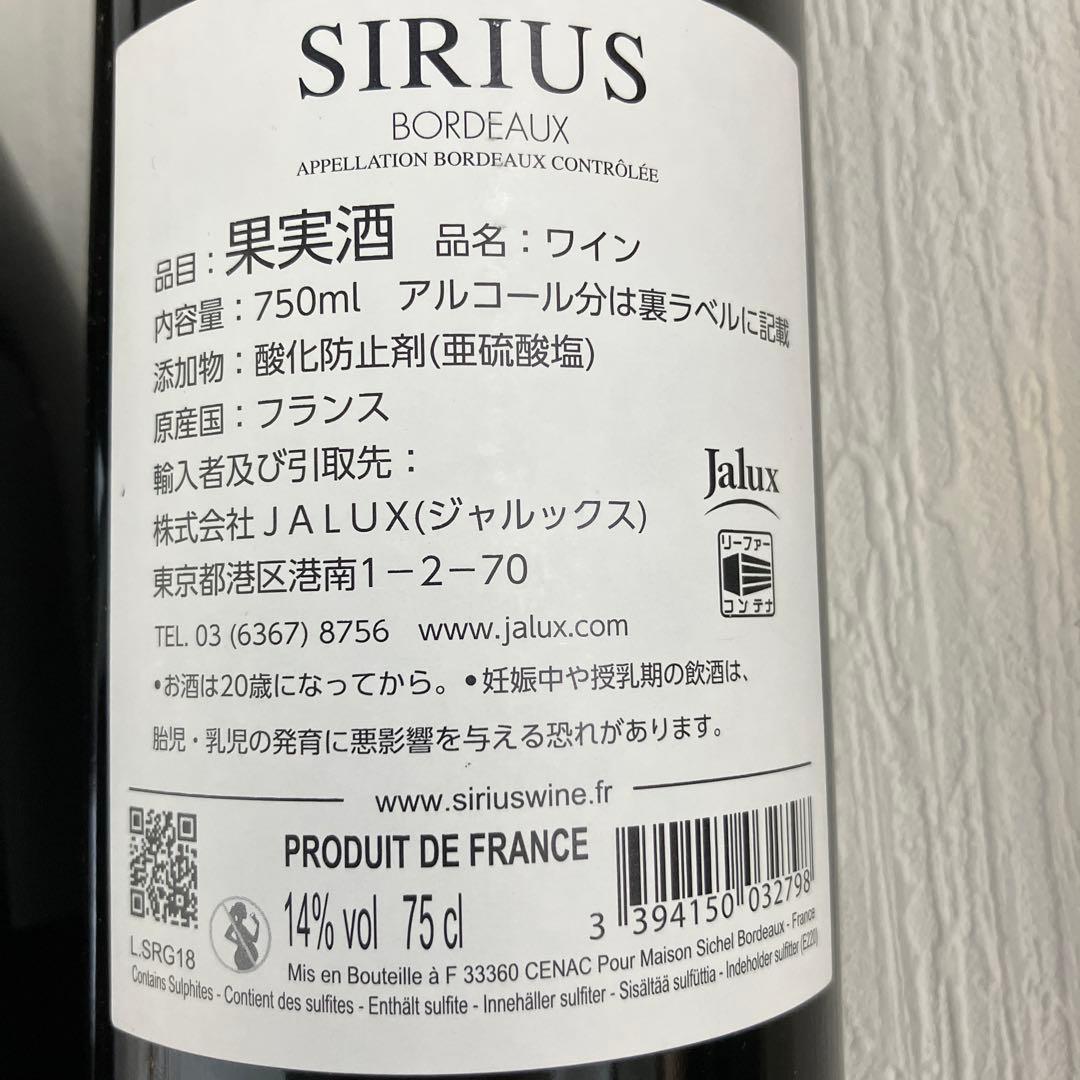 SIRIUS
BORDEAUX
APPELLATION BORDEAUX CONTRÔLÉE
品目：果実酒 品名：ワイン
内容量：750ml アルコール分は裏ラベルに記載
添加物：酸化防止剤(亜硫酸塩)
原産国：フランス
輸入者及び引取先：
株式会社JALUX(ジャルックス)
東京都港区港南1－2－70
TEL. 03 (6367) 8756 www.jalux.com
Jalux
リーファー
コンテナ
•お酒は20歳になってから。•妊娠中や授乳期の飲酒は、
胎児・乳児の発育に悪影響を与える恐れがあります。
www.siriuswine.fr
PRODUIT DE FRANCE
14% vol 75 cl
3 394150 032798
L.SRG18
Mis en Bouteille à F 33360 CENAC Pour Maison Sichel Bordeaux - France
Contains Sulphites - Contient des sulfites - Enthält sulfite - Innehäller sulfiter - Sisältää sulfüttia - Indeholder sulfitter (E220)